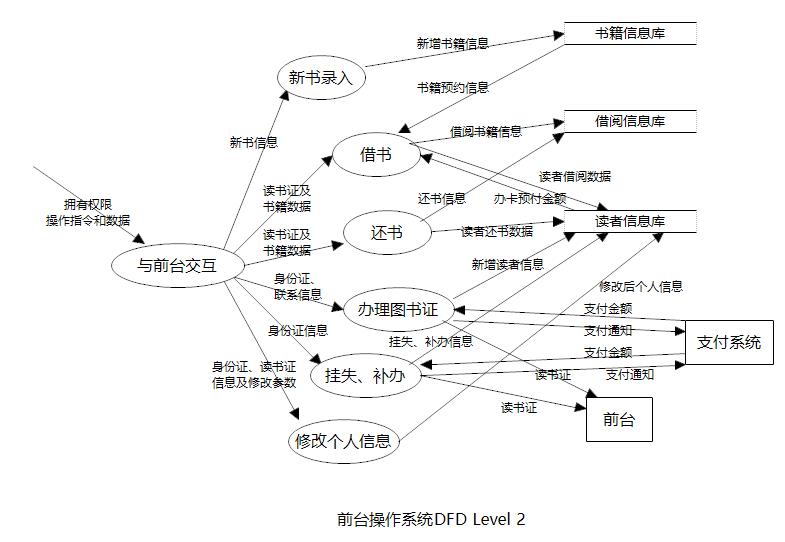 书籍信息库
新增书籍信息
新书录入
书籍预约信息
借阅信息库
借阅书籍信息
新书信息
借书
读者借阅数据
读书证及
书籍数据
还书信息
办卡预付金额
拥有权限
操作指令和数据
读者信息库
还书
读者还书数据
读书证及
书籍数据
与前台交互
新增读者信息
身份证、
联系信息
修改后个人信息
办理图书证
支付金额
支付通知
身份证信息
挂失、补办信息
支付系统
支付金额
身份证、读书证
信息及修改参数
挂失、补办
读书证
支付通知
读书证
前台
修改个人信息
前台操作系统DFD Level 2